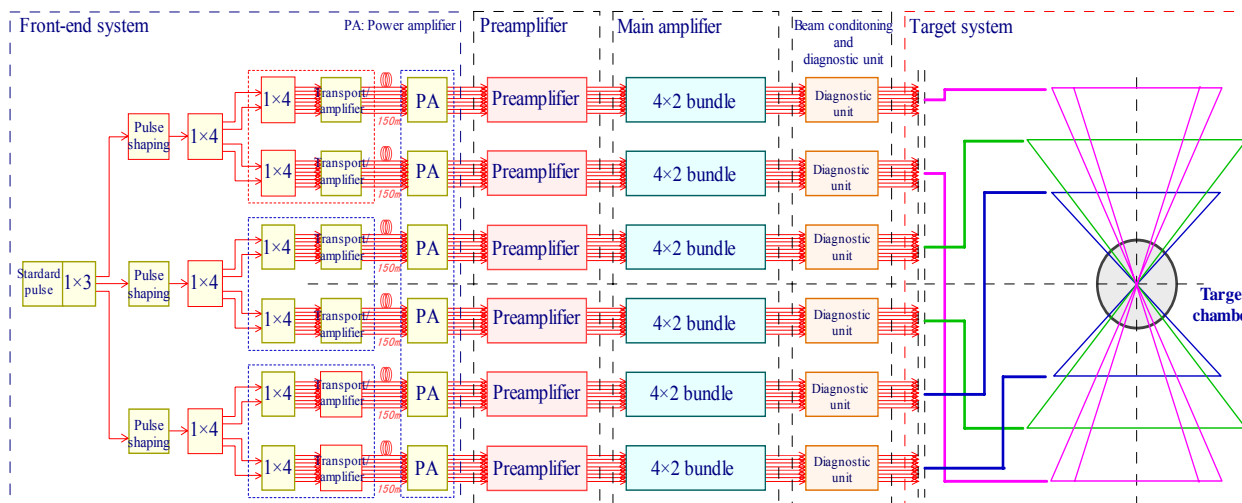 Front-end system
PA: Power amplifier
Preamplifier
Main amplifier
Beam conditioning
and
diagnostic unit
Target system
1×4
Transport/
amplifier
150m
PA
Preamplifier
4×2 bundle
Diagnostic
unit
Pulse
shaping
1×4
1×4
Transport/
amplifier
150m
PA
Preamplifier
4×2 bundle
Diagnostic
unit
1×4
Transport/
amplifier
150m
PA
Preamplifier
4×2 bundle
Diagnostic
unit
Stardard
pulse
1×3
Pulse
shaping
1×4
1×4
Transport/
amplifier
150m
PA
Preamplifier
4×2 bundle
Diagnostic
unit
Targe
chambe
1×4
Transport/
amplifier
150m
PA
Preamplifier
4×2 bundle
Diagnostic
unit
Pulse
shaping
1×4
1×4
Transport/
amplifier
150m
PA
Preamplifier
4×2 bundle
Diagnostic
unit